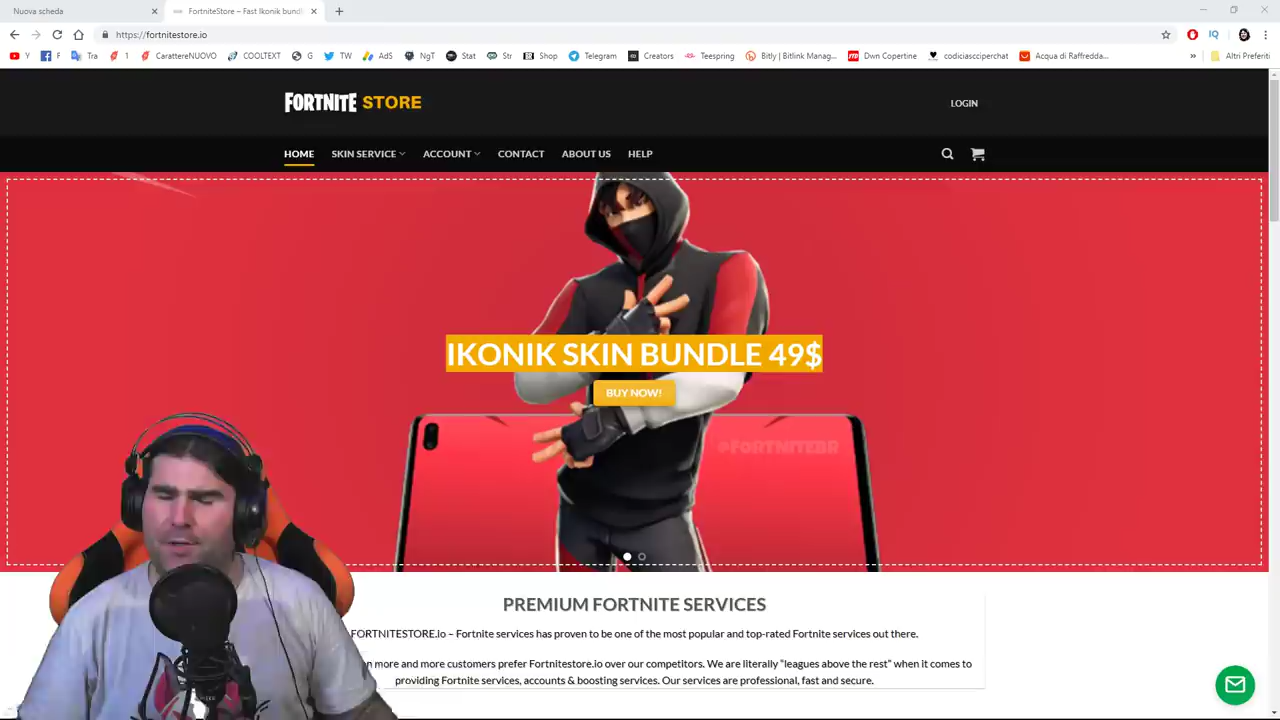 Nuova scheda
FortniteStore – Fast Ikonik bund
https://fortnitestore.io
Y
F
Tra
1
CarattereNUOVO
COOLTEXT
G
TW
AdS
NgT
Stat
Str
Shop
Telegram
Creators
Teespring
Bitly | Bitlink Manag...
Dwn Copertine
codiciascciperchat
Acqua di Raffredda...
»
Altri Preferiti
FORTNITE STORE
LOGIN
HOME
SKIN SERVICE
ACCOUNT
CONTACT
ABOUT US
HELP
IKONIK SKIN BUNDLE 49$
BUY NOW!
@FORTNITEBR
PREMIUM FORTNITE SERVICES
FORTNITESTORE.Io – Fortnite services has proven to be one of the most popular and top-rated Fortnite services out there.
more and more customers prefer Fortnitestore.io over our competitors. We are literally "leagues above the rest" when it comes to
providing Fortnite services, accounts & boosting services. Our services are professional, fast and secure.